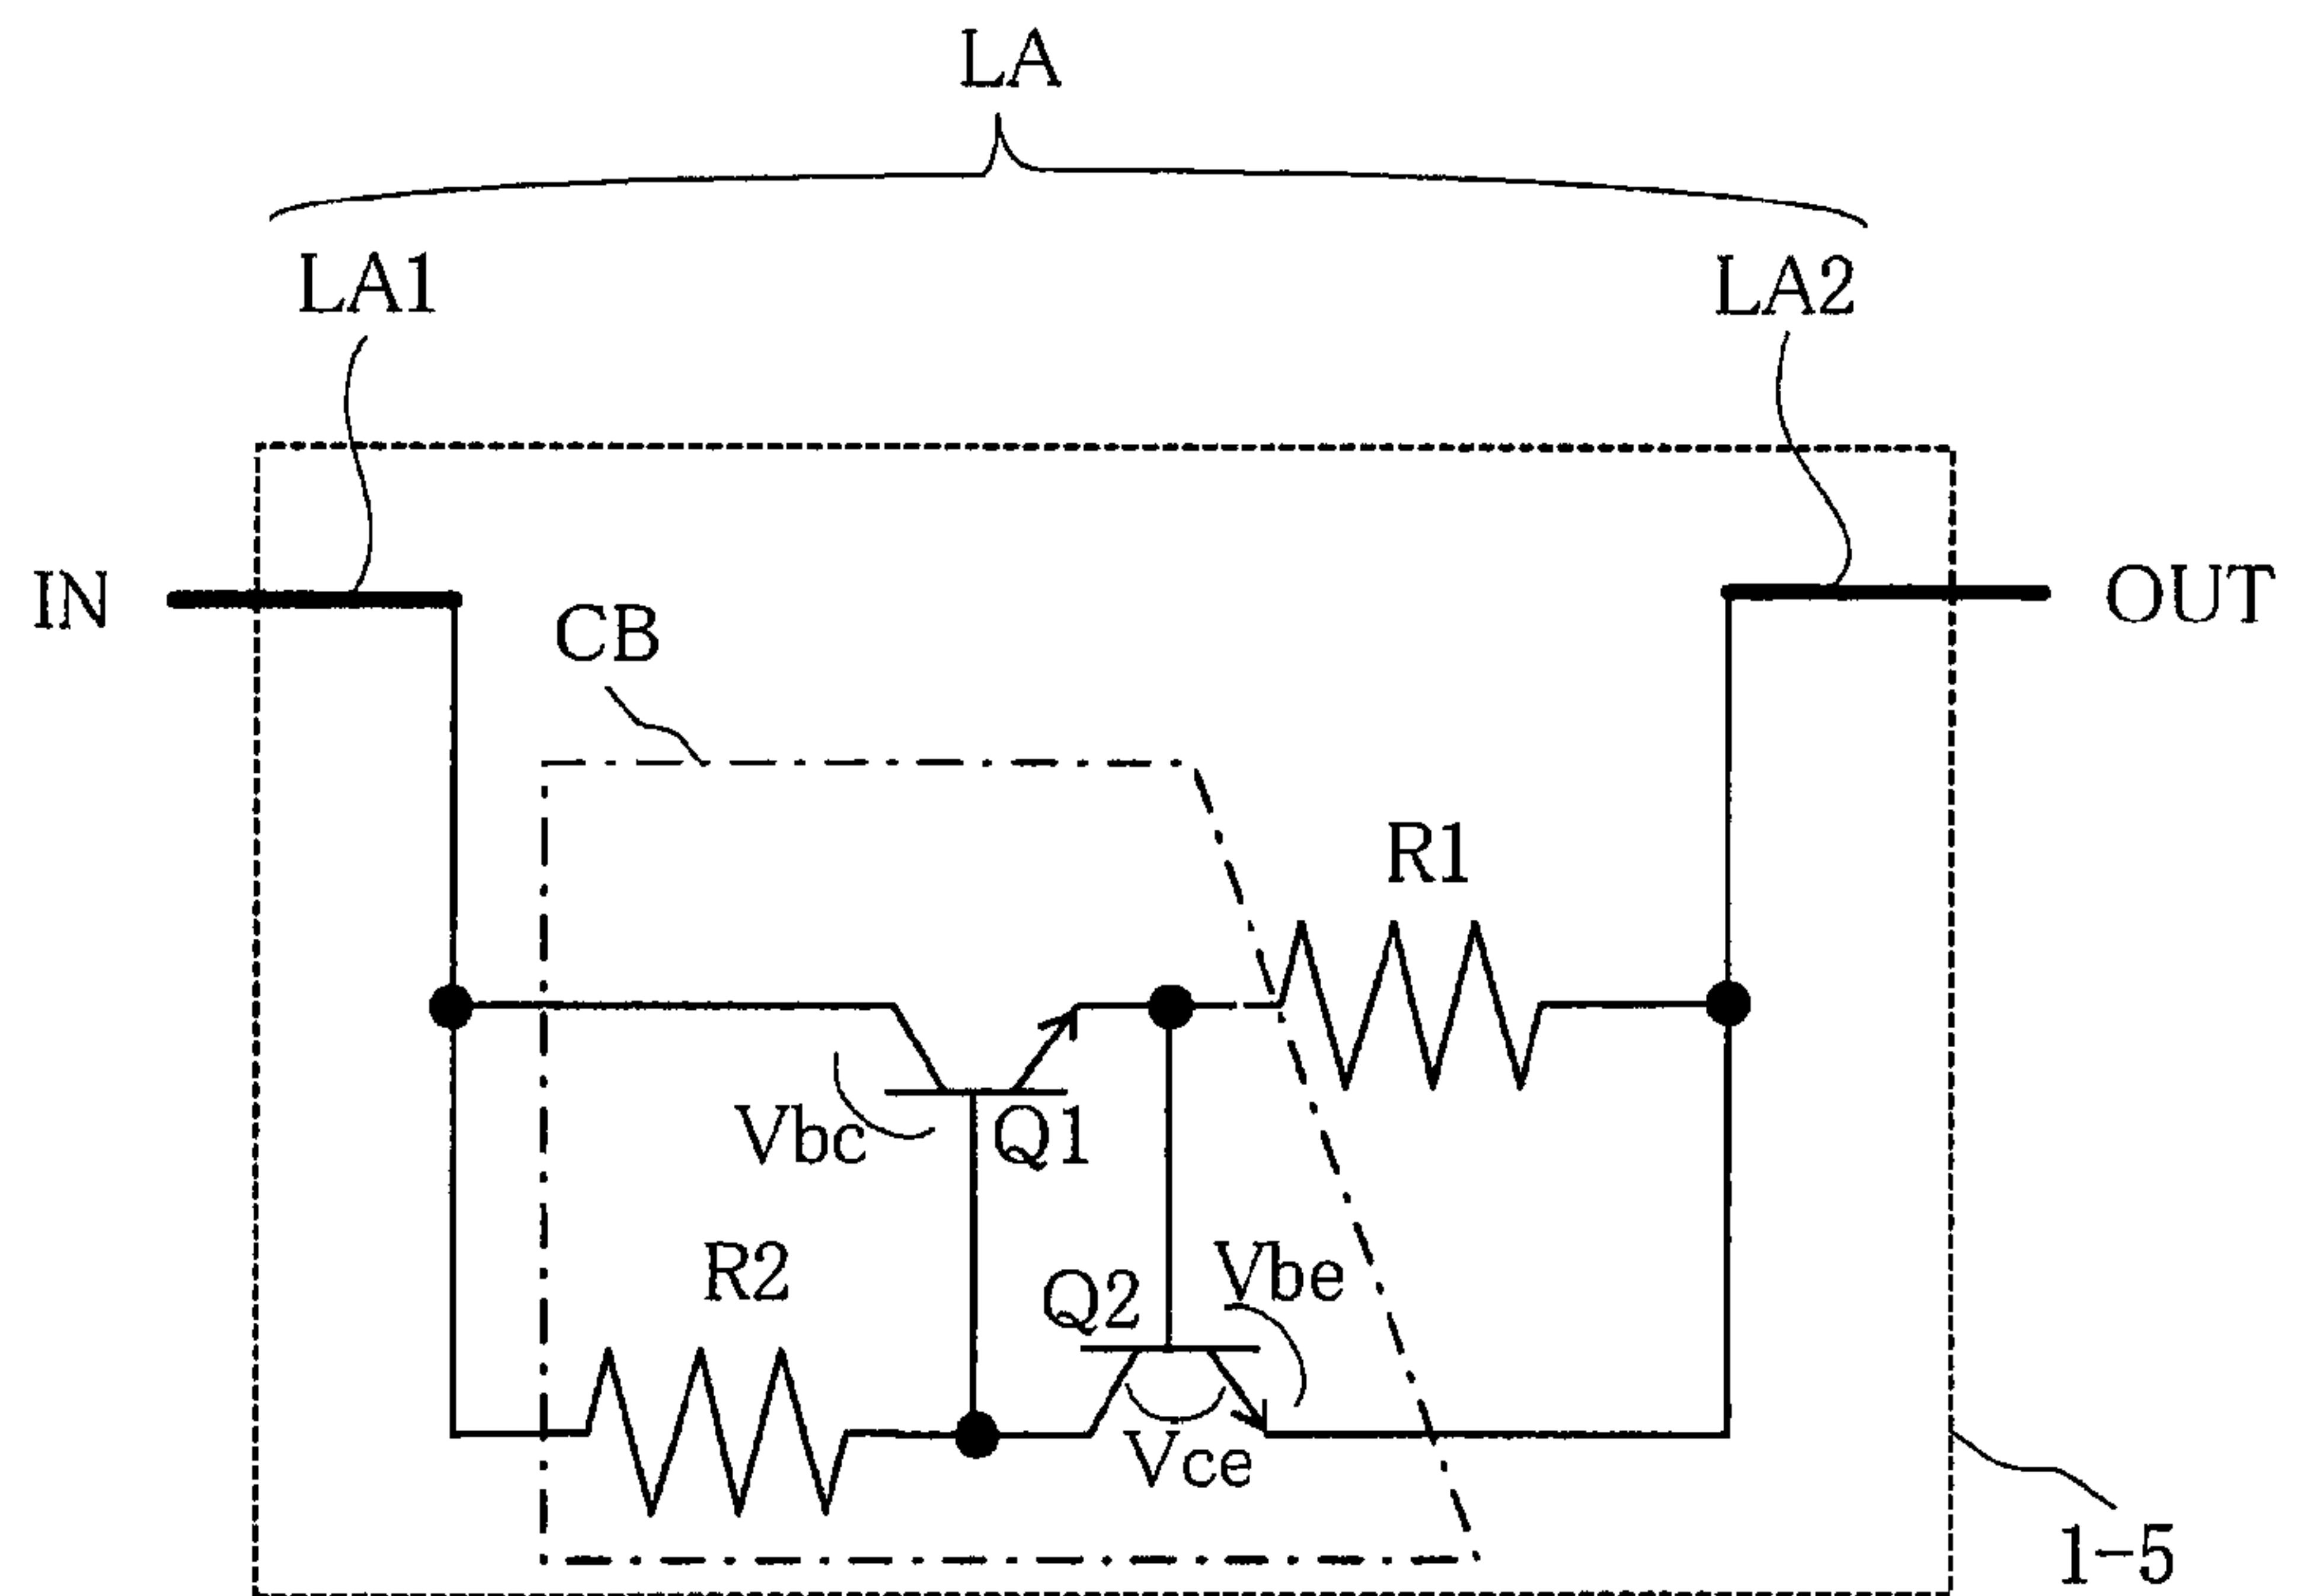 LA
LA1
LA2
IN
OUT
CB
R1
Vbc
Q1
R2
Q2
Vbe
Vce
1-5